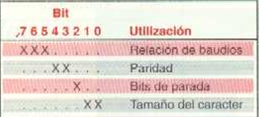 Bit
7 6 5 4 3 2 1 0 Utilización
X X X . . . . . Relación de baudios
. . . X X . . . Paridad
. . . . . X . . Bits de parada
. . . . . . X X Tamaño del caracter